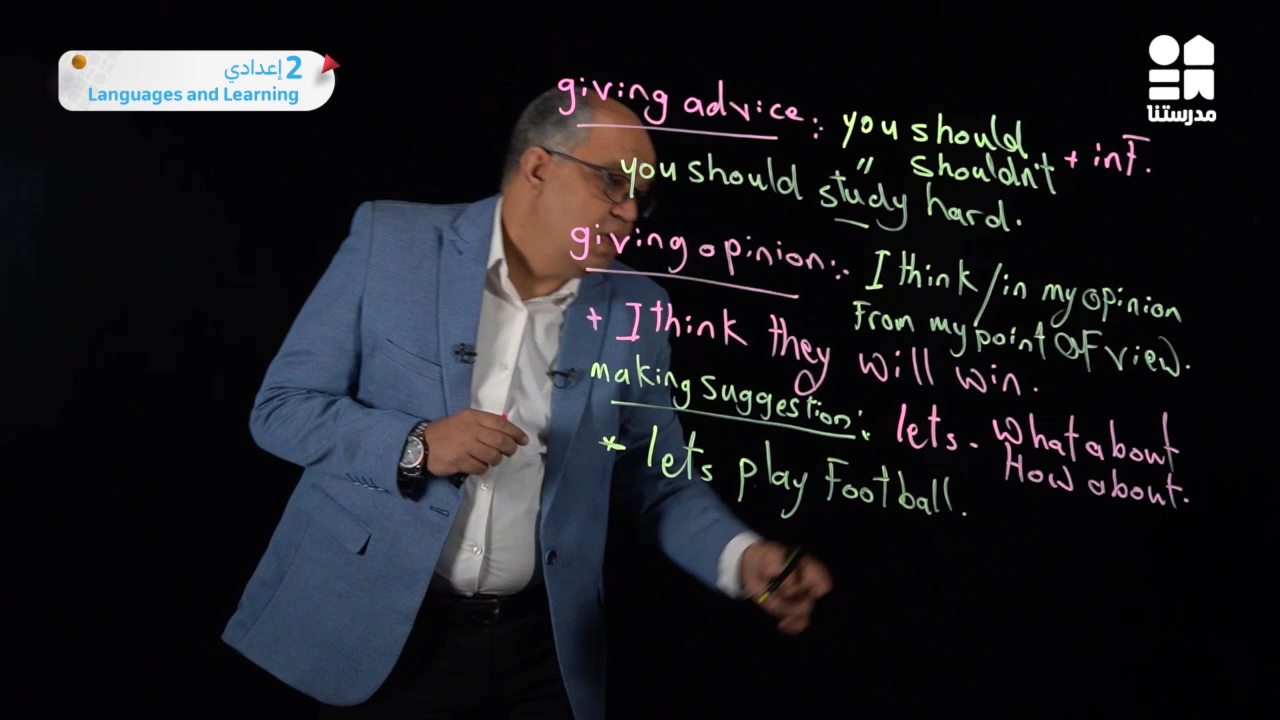 2 إعدادي
Languages and Learning
مدرستنا
giving advice: you should
" shouldn't + inf.
you should study hard.
giving opinion: I think/in my opinion
From my point of view.
+ I think they will win.
making suggestion: lets - What about
How about.
* lets play Football.